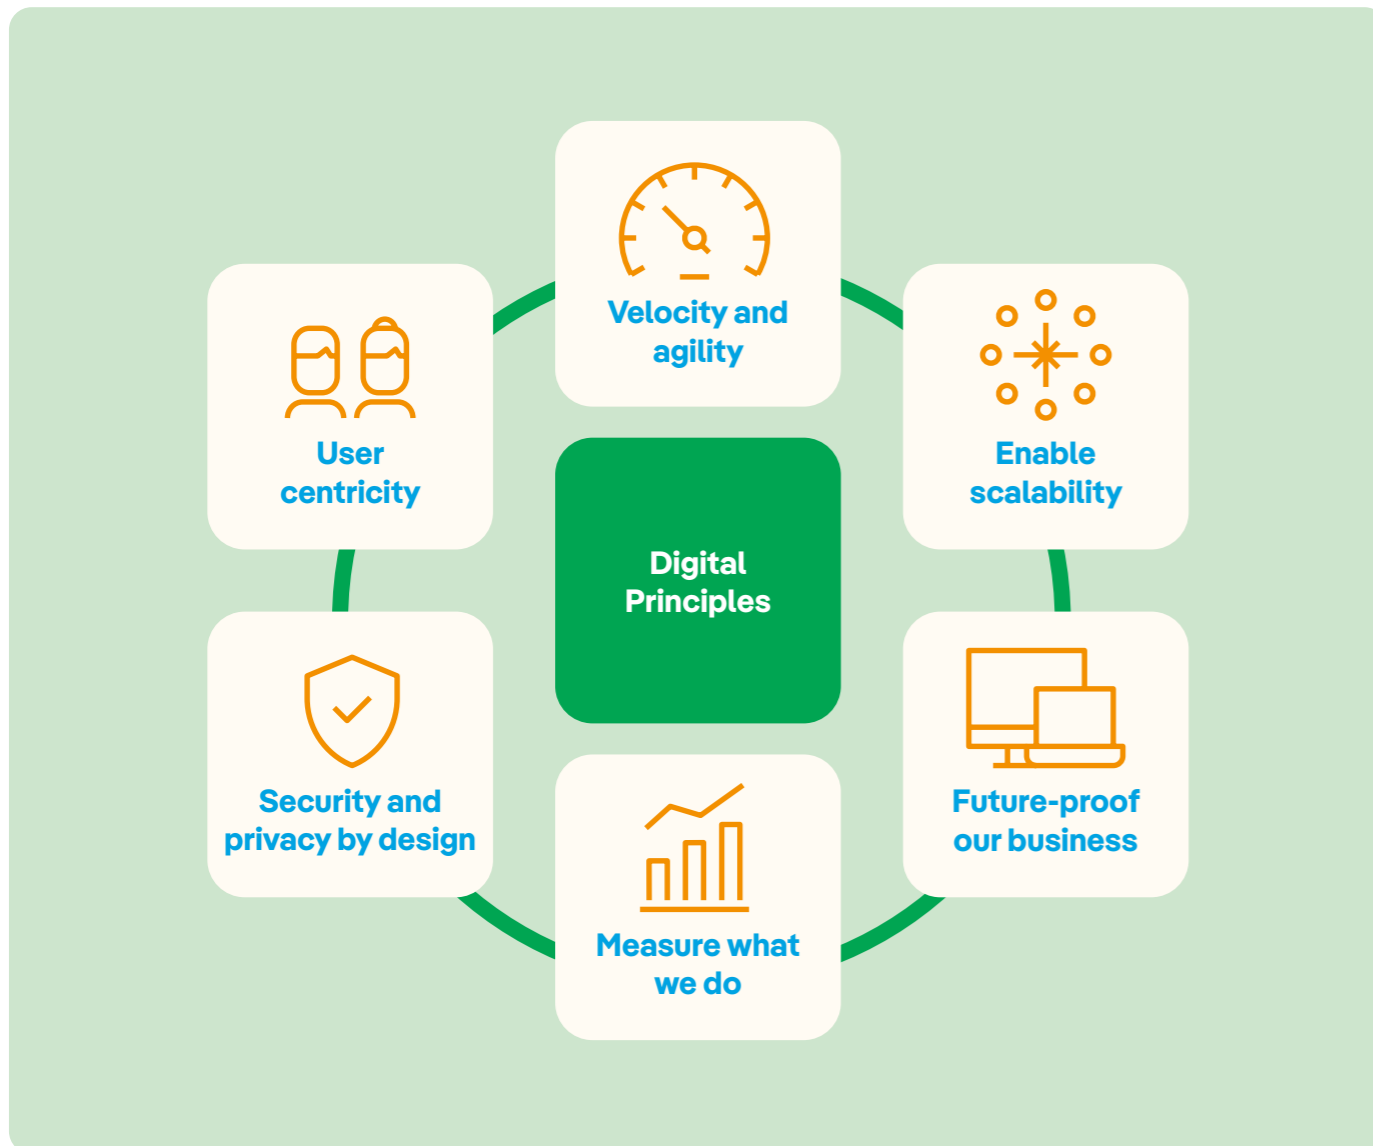 Velocity and
agility
User
centricity
Enable
scalability
Digital
Principles
Security and
privacy by design
Future-proof
our business
Measure what
we do